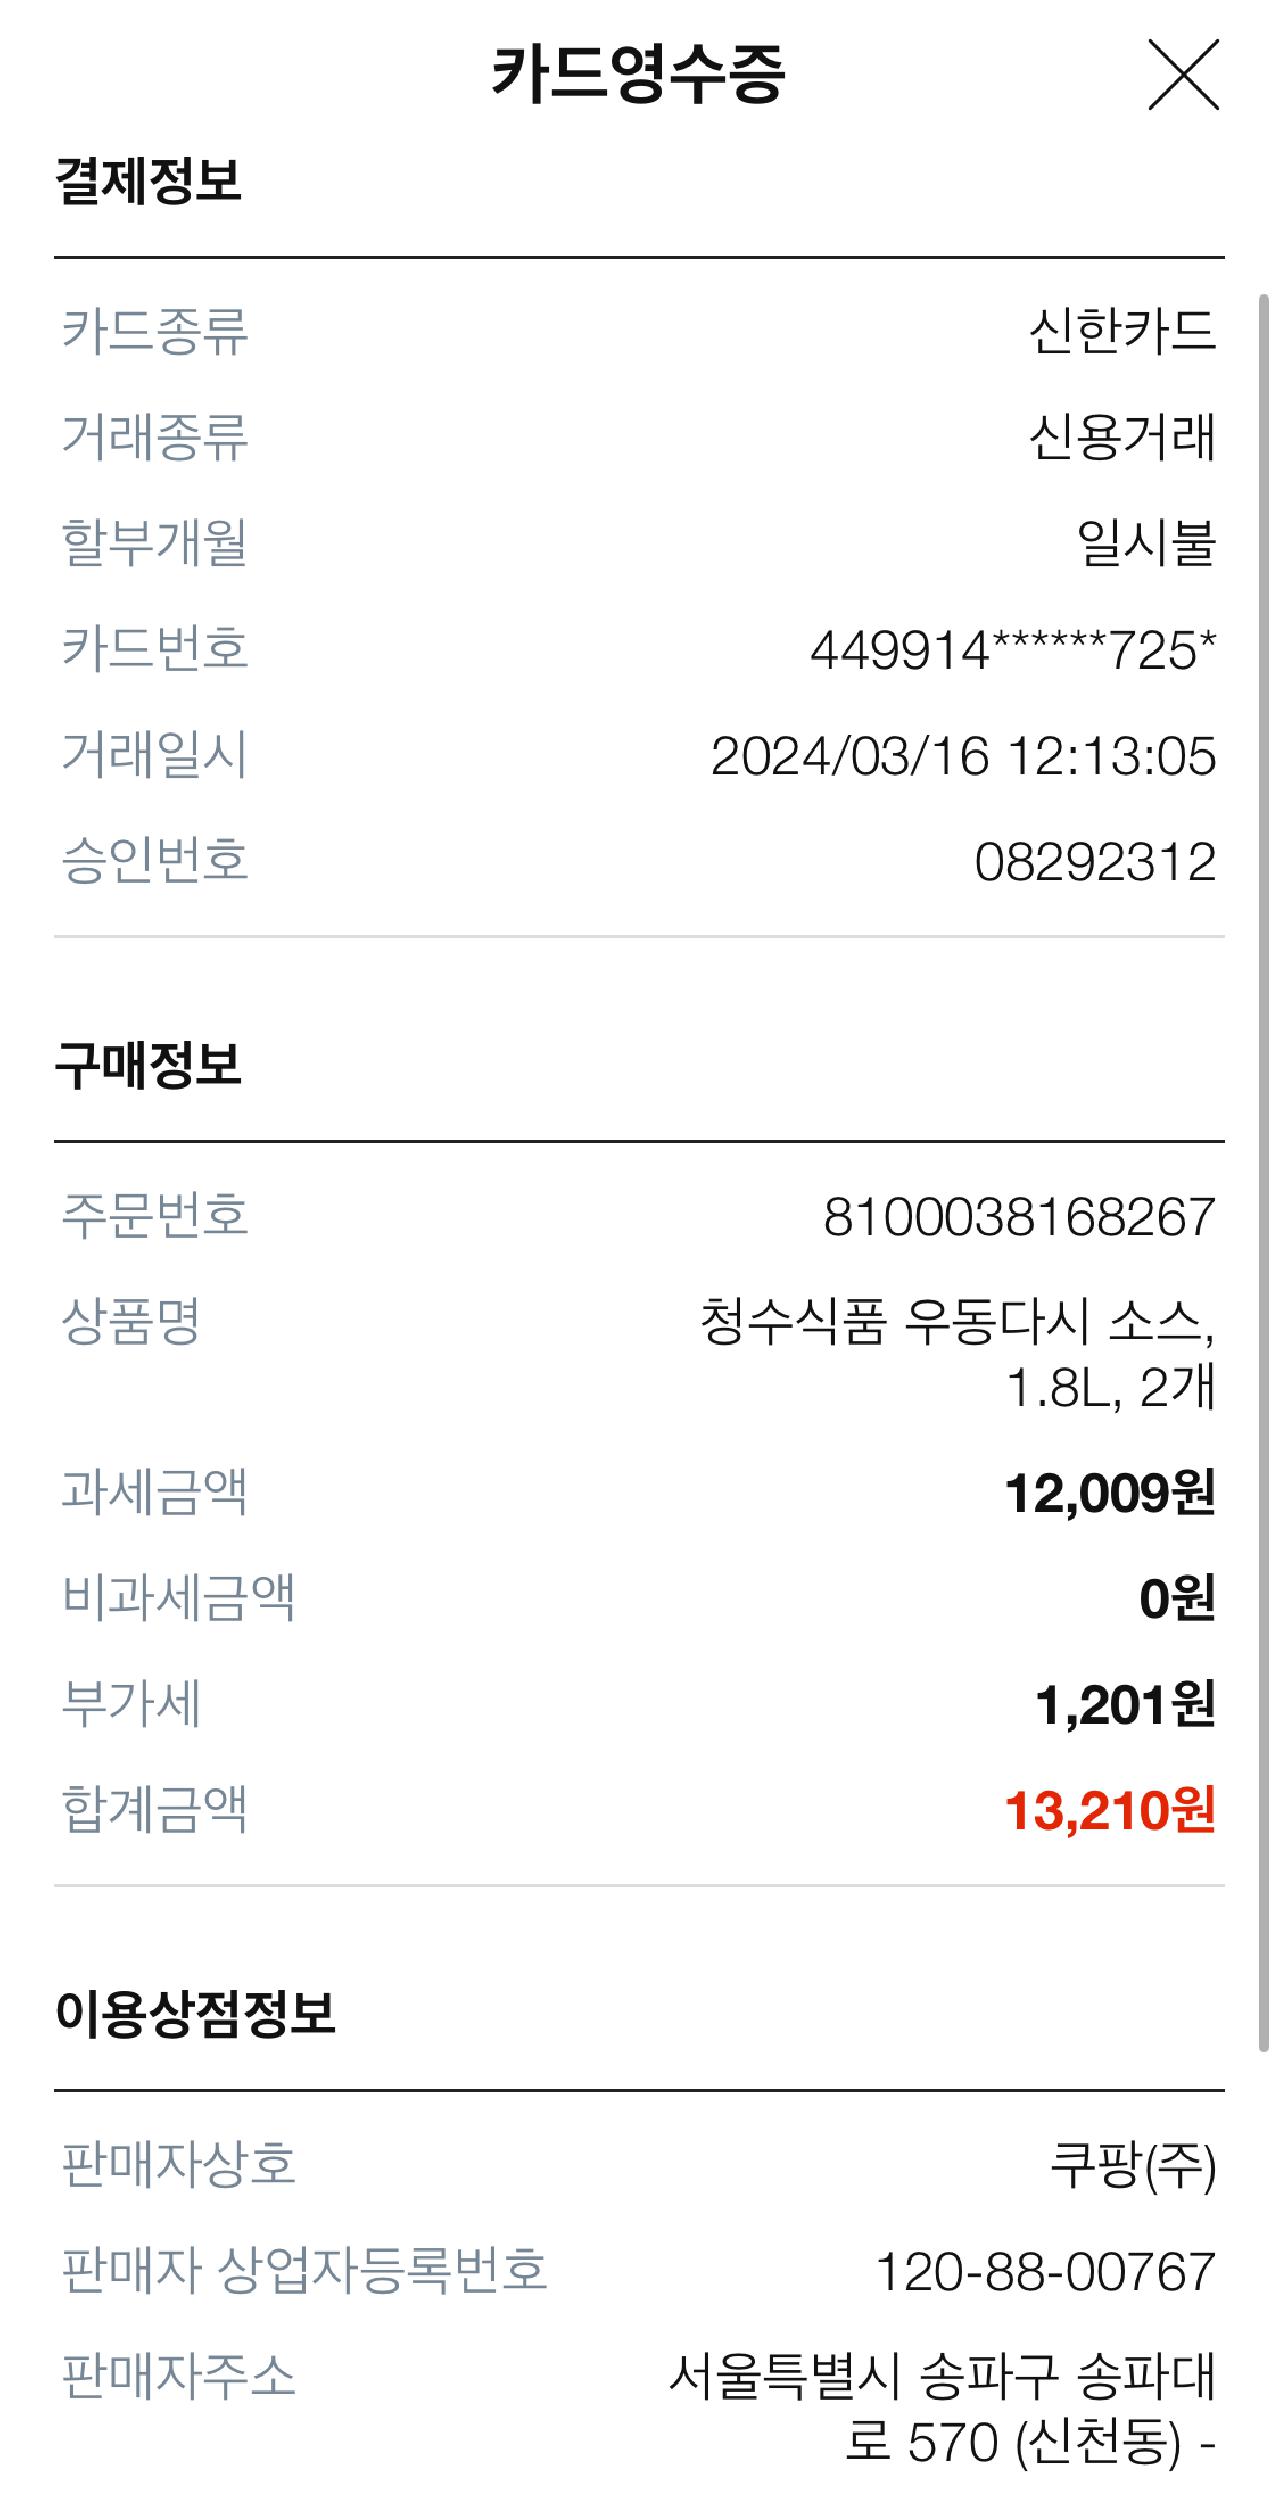 카드영수증
결제정보
카드종류 신한카드
거래종류 신용거래
할부개월 일시불
카드번호 449914******725*
거래일시 2024/03/16 12:13:05
승인번호 08292312
구매정보
주문번호 8100038168267
상품명 청수식품 우동다시 소스,
1.8L, 2개
과세금액 12,009원
비과세금액 0원
부가세 1,201원
합계금액 13,210원
이용상점정보
판매자상호 쿠팡(주)
판매자 상업자등록번호 120-88-00767
판매자주소 서울특별시 송파구 송파대
로 570 (신천동) -